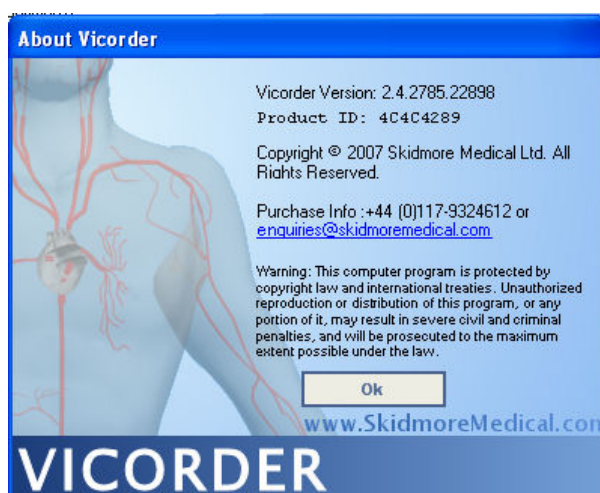 About Vicorder
Vicorder Version: 2.4.2785.22898
Product ID: 4C4C4289
Copyright © 2007 Skidmore Medical Ltd. All
Rights Reserved.
Purchase Info :+44 (0)117-9324612 or
enquiries@skidmoremedical.com
Warning: This computer program is protected by
copyright law and international treaties. Unauthorized
reproduction or distribution of this program, or any
portion of it, may result in severe civil and criminal
penalties, and will be prosecuted to the maximum
extent possible under the law.
Ok
www.SkidmoreMedical.com
VICORDER